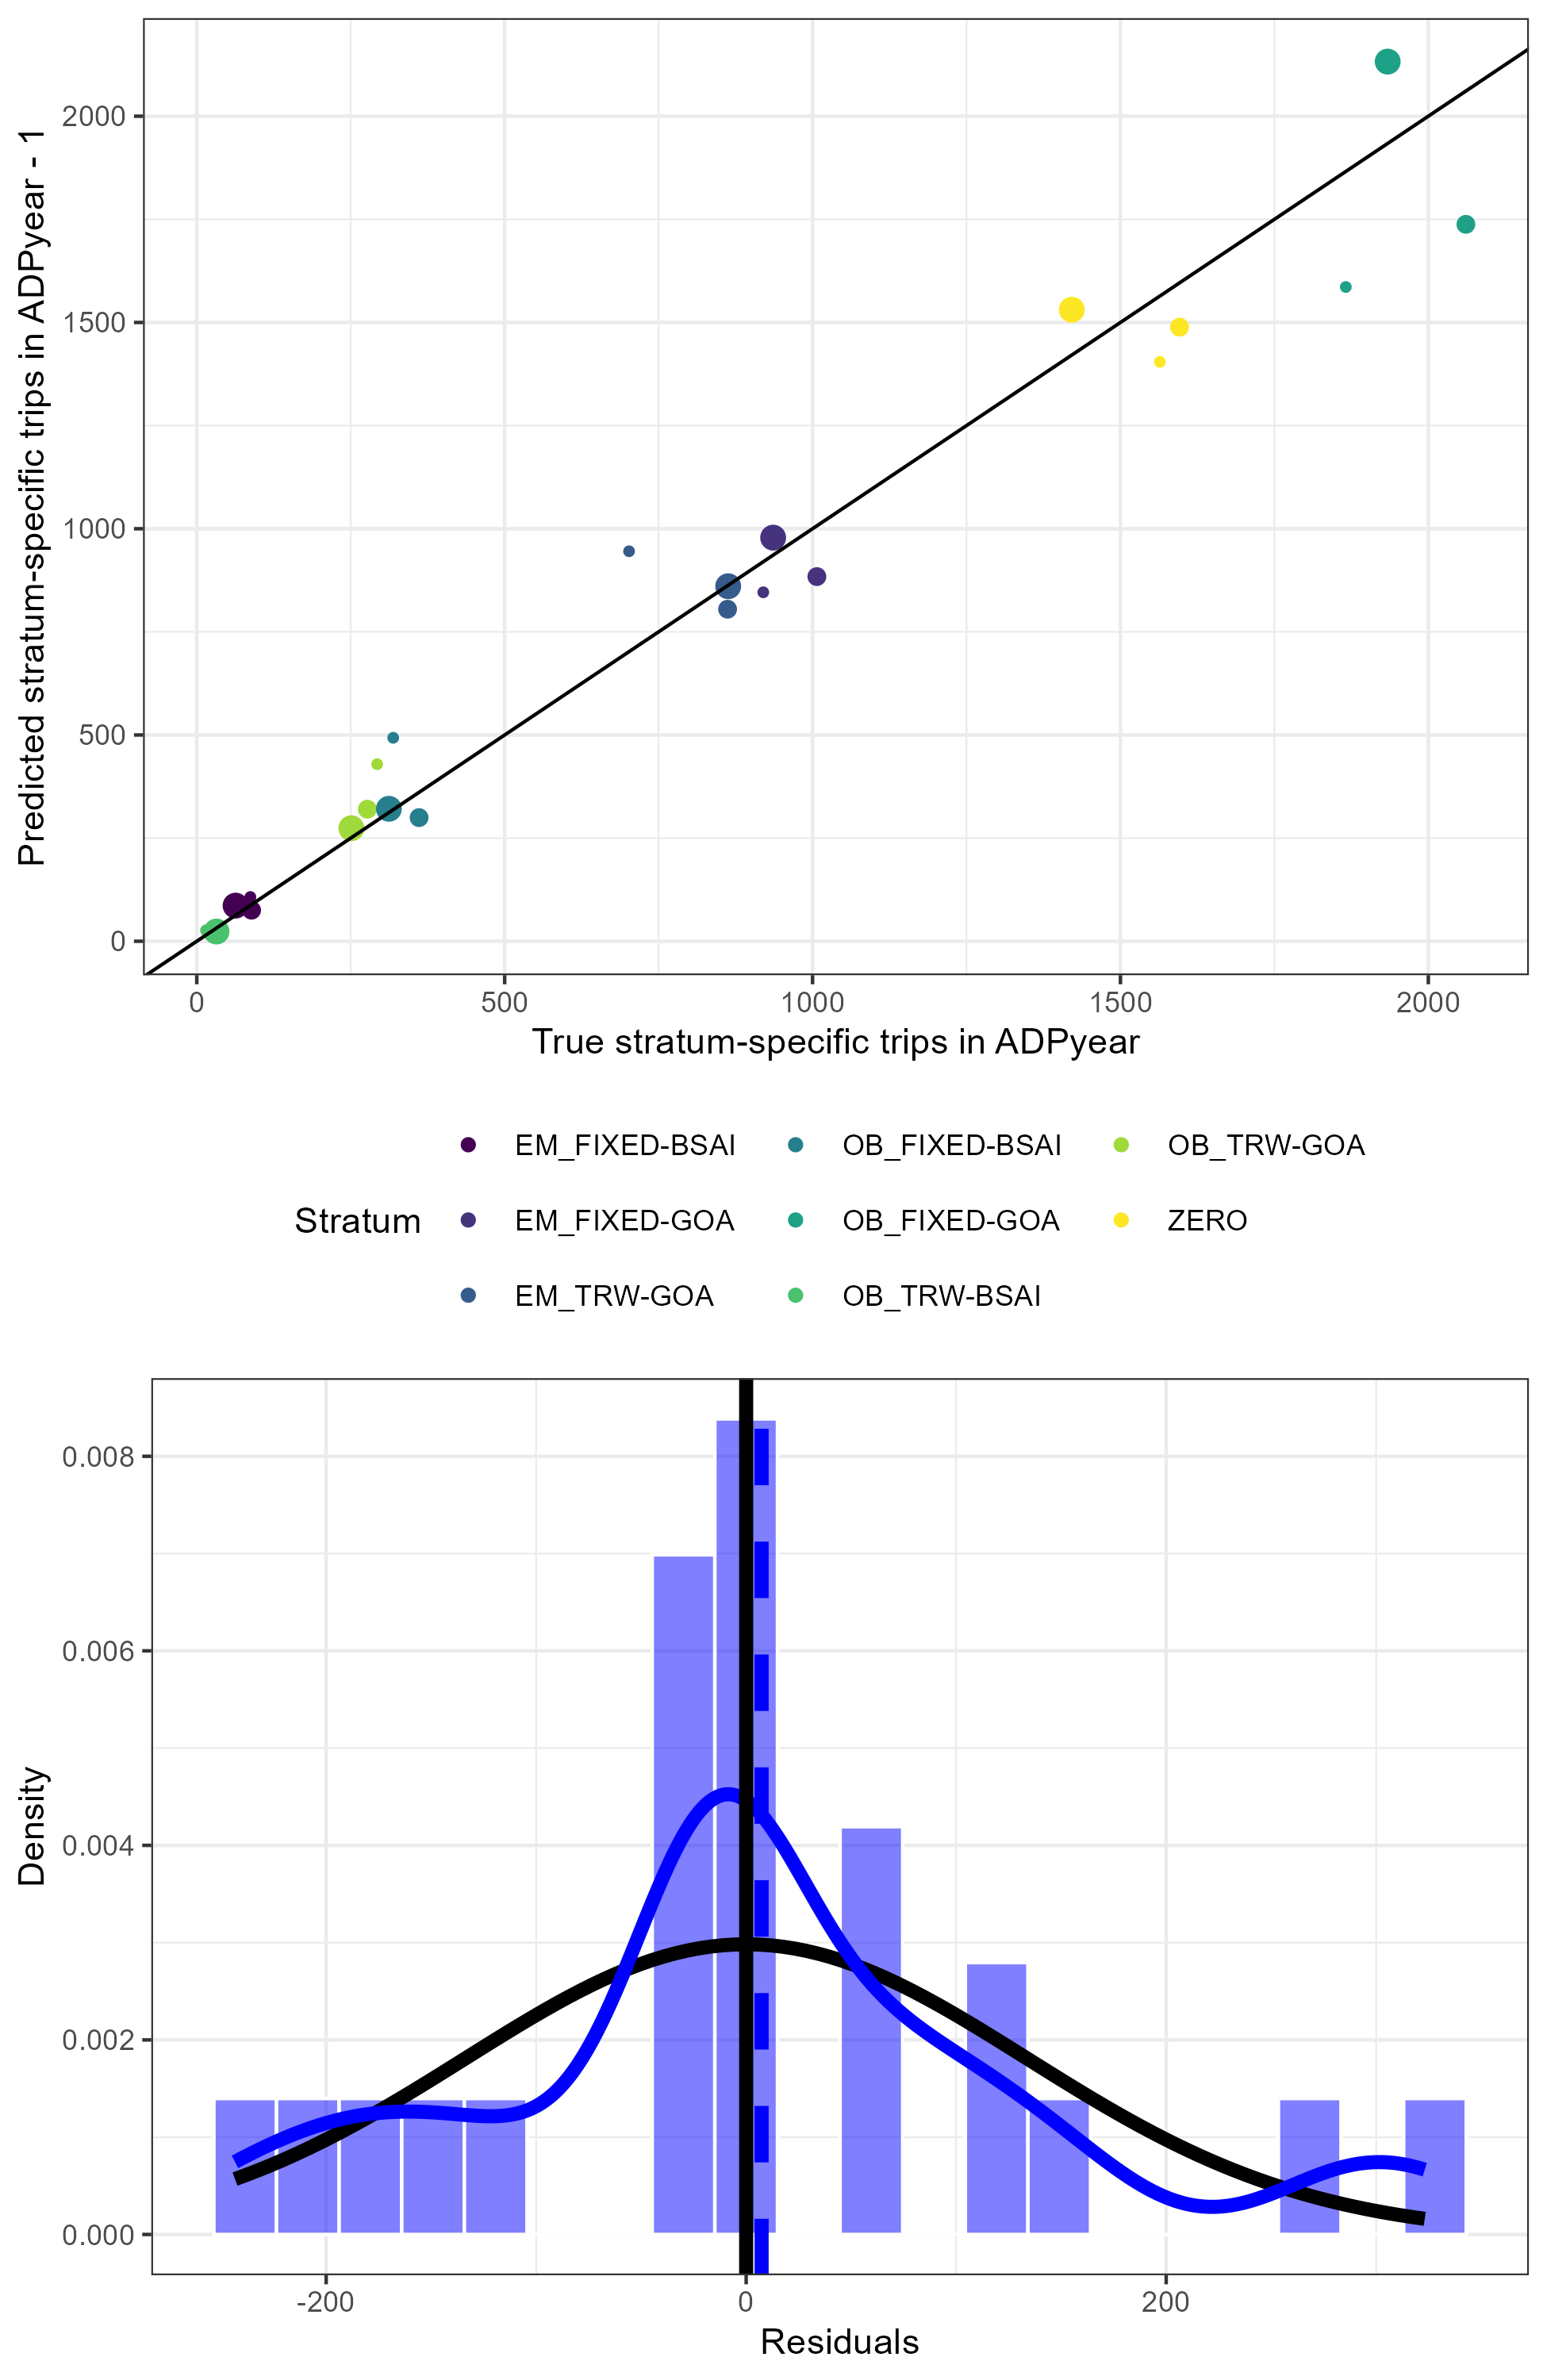 Predicted stratum-specific trips in ADPyear - 1
2000
1500
1000
500
0
0 500 1000 1500 2000
True stratum-specific trips in ADPyear
Stratum
EM_FIXED-BSAI OB_FIXED-BSAI OB_TRW-GOA
EM_FIXED-GOA OB_FIXED-GOA ZERO
EM_TRW-GOA OB_TRW-BSAI
Density
0.008
0.006
0.004
0.002
0.000
-200 0 200
Residuals